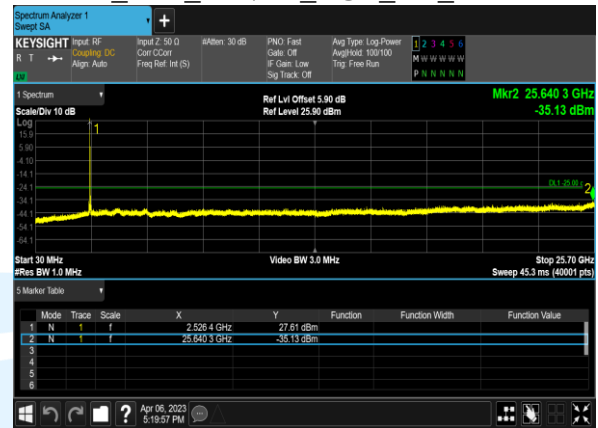 Spectrum Analyzer 1
Swept SA
+
KEYSIGHT Input: RF Input Z: 50 Ω #Atten: 30 dB PNO: Fast Avg Type: Log-Power 1 2 3 4 5 6
R T Coupling: DC Corr CCorr Gate: Off Avg|Hold: 100/100 M W W W W W
Align: Auto Freq Ref: Int (S) IF Gain: Low Trig: Free Run P N N N N N
Sig Track: Off
LV
1 Spectrum
Ref Lvl Offset 5.90 dB Mkr2 25.640 3 GHz
Scale/Div 10 dB Ref Level 25.90 dBm -35.13 dBm
Log
15.9
1
5.90
-4.10
-14.1
-24.1
DL1 -25.00
2
-34.1
-44.1
-54.1
-64.1
Start 30 MHz Video BW 3.0 MHz Stop 25.70 GHz
#Res BW 1.0 MHz Sweep 45.3 ms (40001 pts)
5 Marker Table
Mode Trace Scale X Y Function Function Width Function Value
1 N 1 f 2.526 4 GHz 27.61 dBm
2 N 1 f 25.640 3 GHz -35.13 dBm
3
4
5
6
? Apr 06, 2023
5:19:57 PM